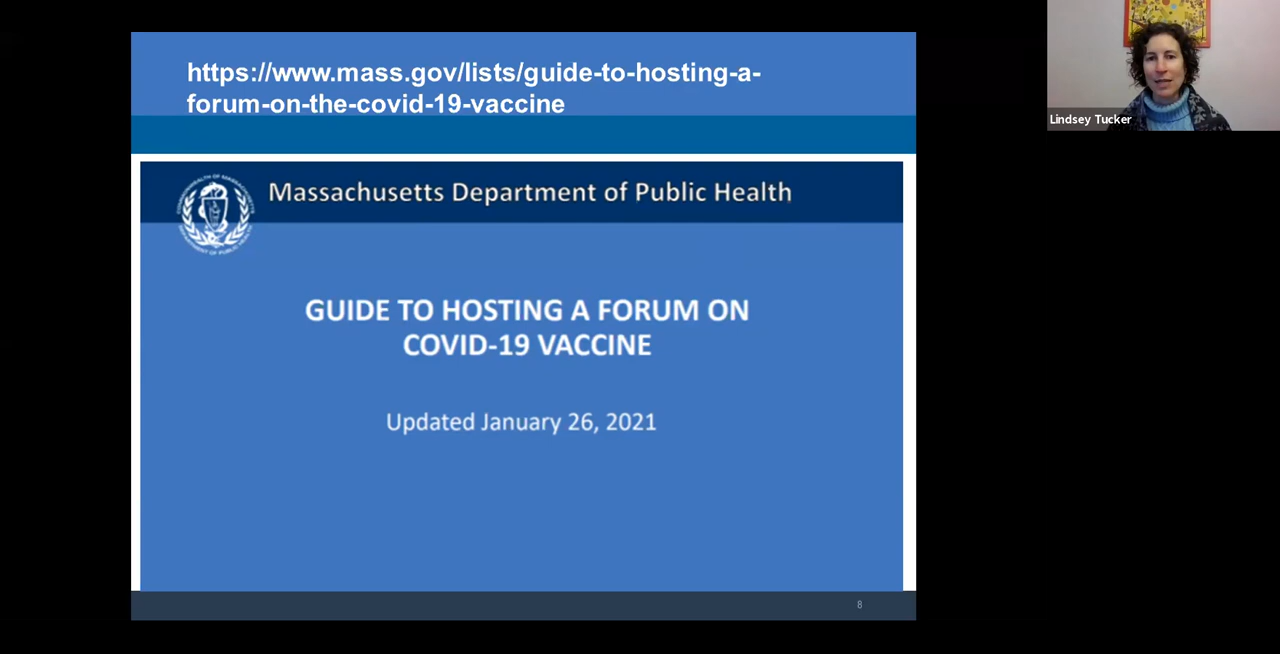 https://www.mass.gov/lists/guide-to-hosting-a-
forum-on-the-covid-19-vaccine
Massachusetts Department of Public Health
GUIDE TO HOSTING A FORUM ON
COVID-19 VACCINE
Updated January 26, 2021
8
Lindsey Tucker